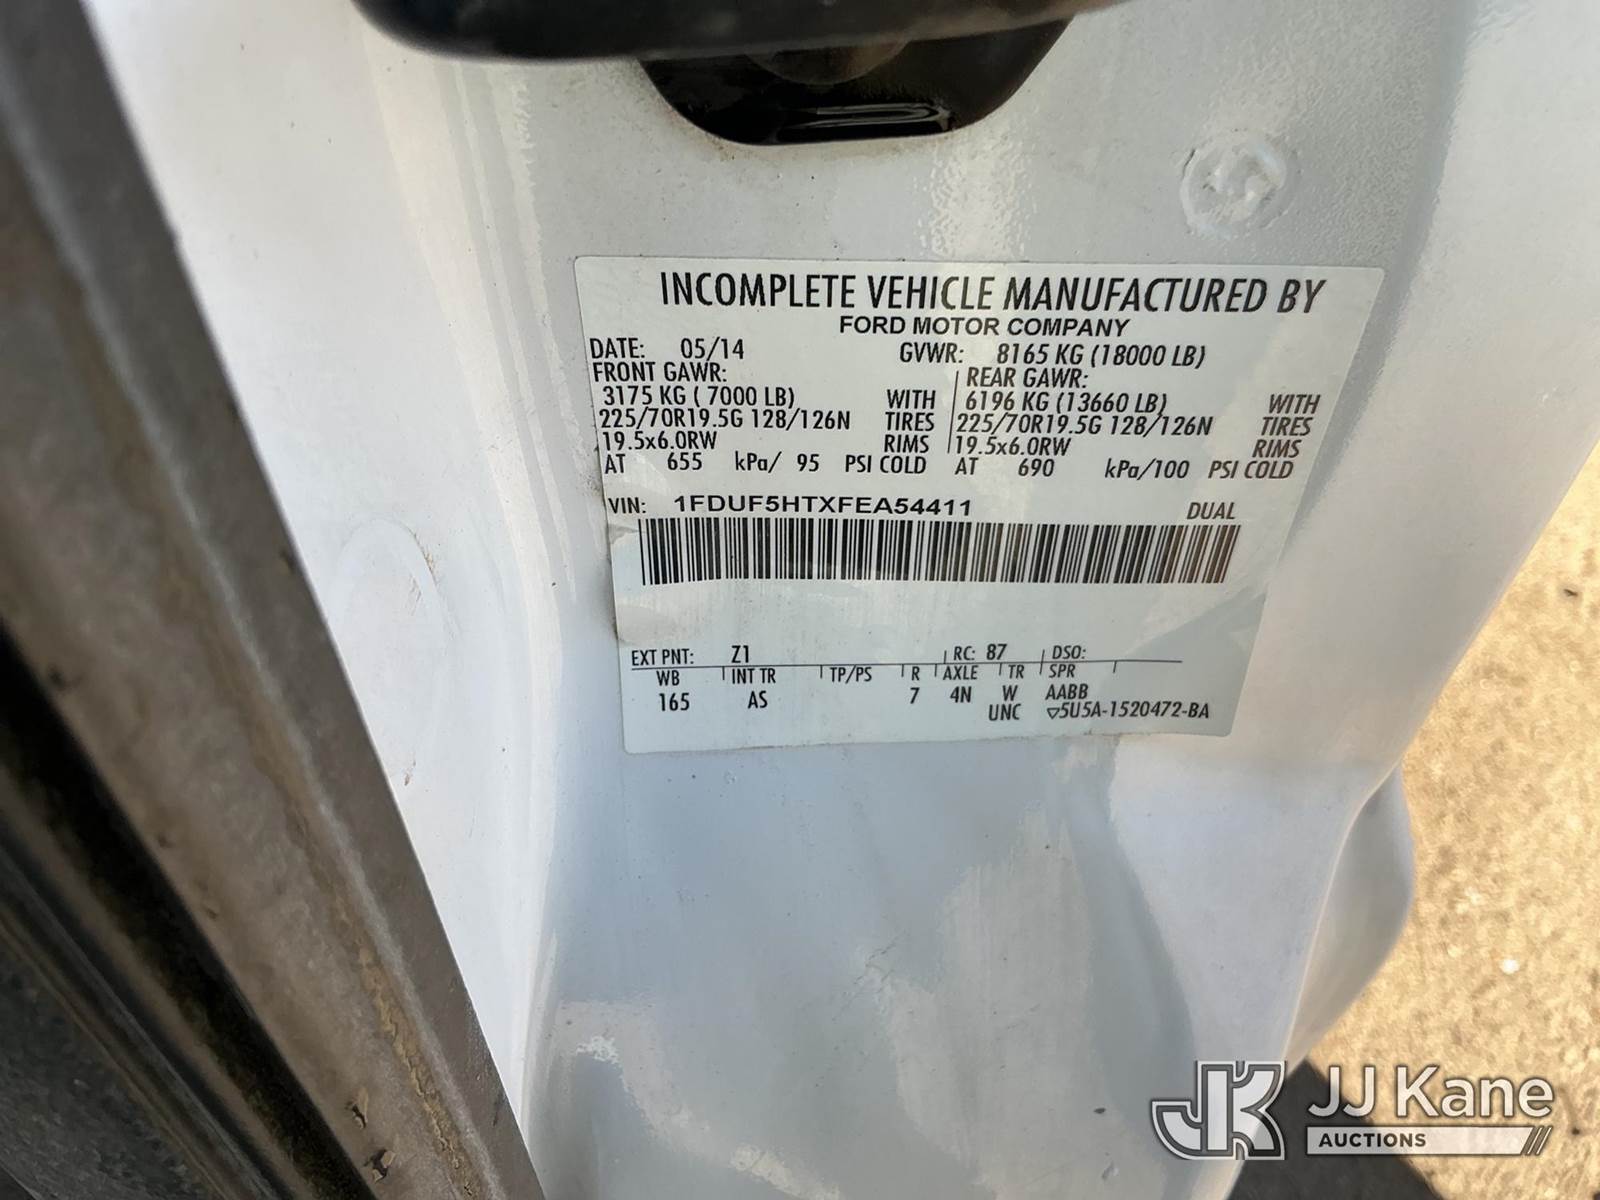 INCOMPLETE VEHICLE MANUFACTURED BY
FORD MOTOR COMPANY
DATE: 05/14 GVWR: 8165 KG (18000 LB)
FRONT GAWR: REAR GAWR:
3175 KG ( 7000 LB) WITH 6196 KG (13660 LB) WITH
225/70R19.5G 128/126N TIRES 225/70R19.5G 128/126N TIRES
19.5x6.0RW RIMS 19.5x6.0RW RIMS
AT 655 kPa/ 95 PSI COLD AT 690 kPa/100 PSI COLD
VIN: 1FDUF5HTXFEA54411 DUAL
EXT PNT: Z1 RC: 87 DSO:
WB INT TR TP/PS R AXLE TR SPR
165 AS 7 4N W AABB
UNC ▽5U5A-1520472-BA
JK JJ Kane
AUCTIONS